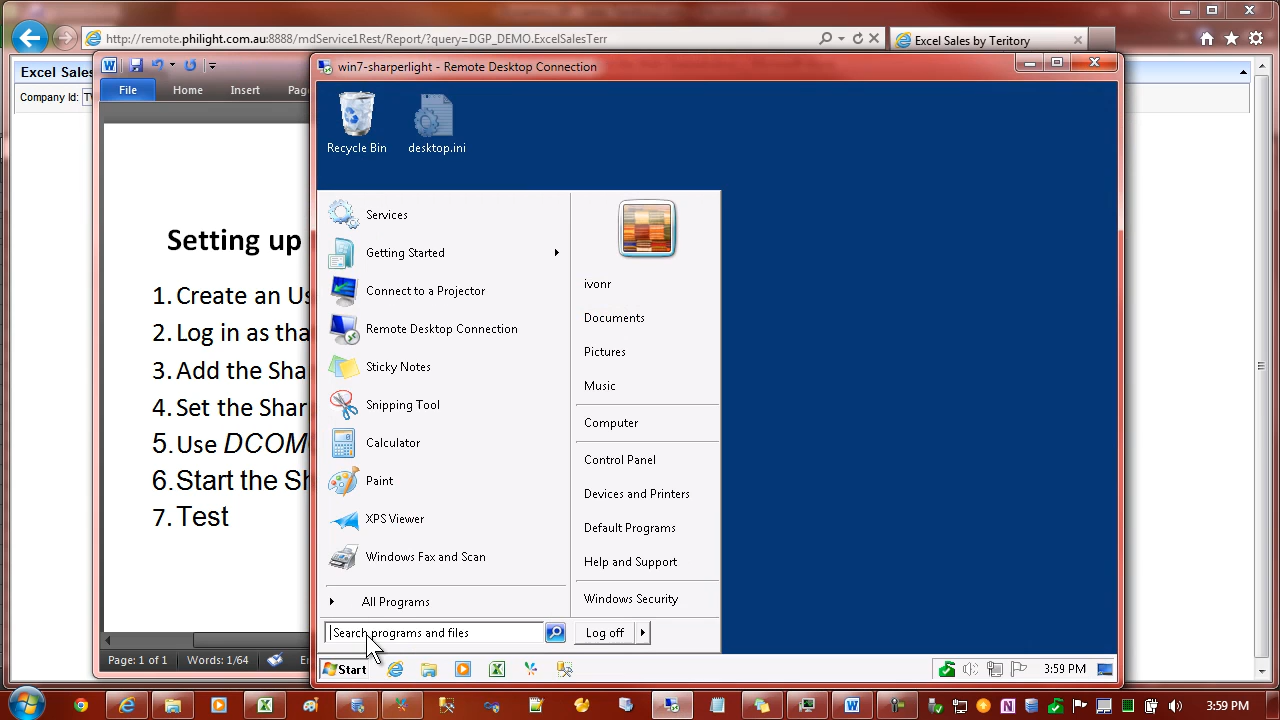 http://remote.philight.com.au:8888/mdService1Rest/Report/?query=DGP_DEMO.ExcelSalesTerr
Excel Sales by Teritory
Excel Sales
Company Id:
File
Home
Insert
win7-sharperlight - Remote Desktop Connection
Recycle Bin
desktop.ini
Setting up
1. Create an Us
2. Log in as tha
3. Add the Sha
4. Set the Shar
5. Use DCOM
6. Start the Sh
7. Test
Services
Getting Started
Connect to a Projector
Remote Desktop Connection
Sticky Notes
Snipping Tool
Calculator
Paint
XPS Viewer
Windows Fax and Scan
All Programs
Search programs and files
ivonr
Documents
Pictures
Music
Computer
Control Panel
Devices and Printers
Default Programs
Help and Support
Windows Security
Log off
Page: 1 of 1
Words: 1/64
Start
3:59 PM
3:59 PM